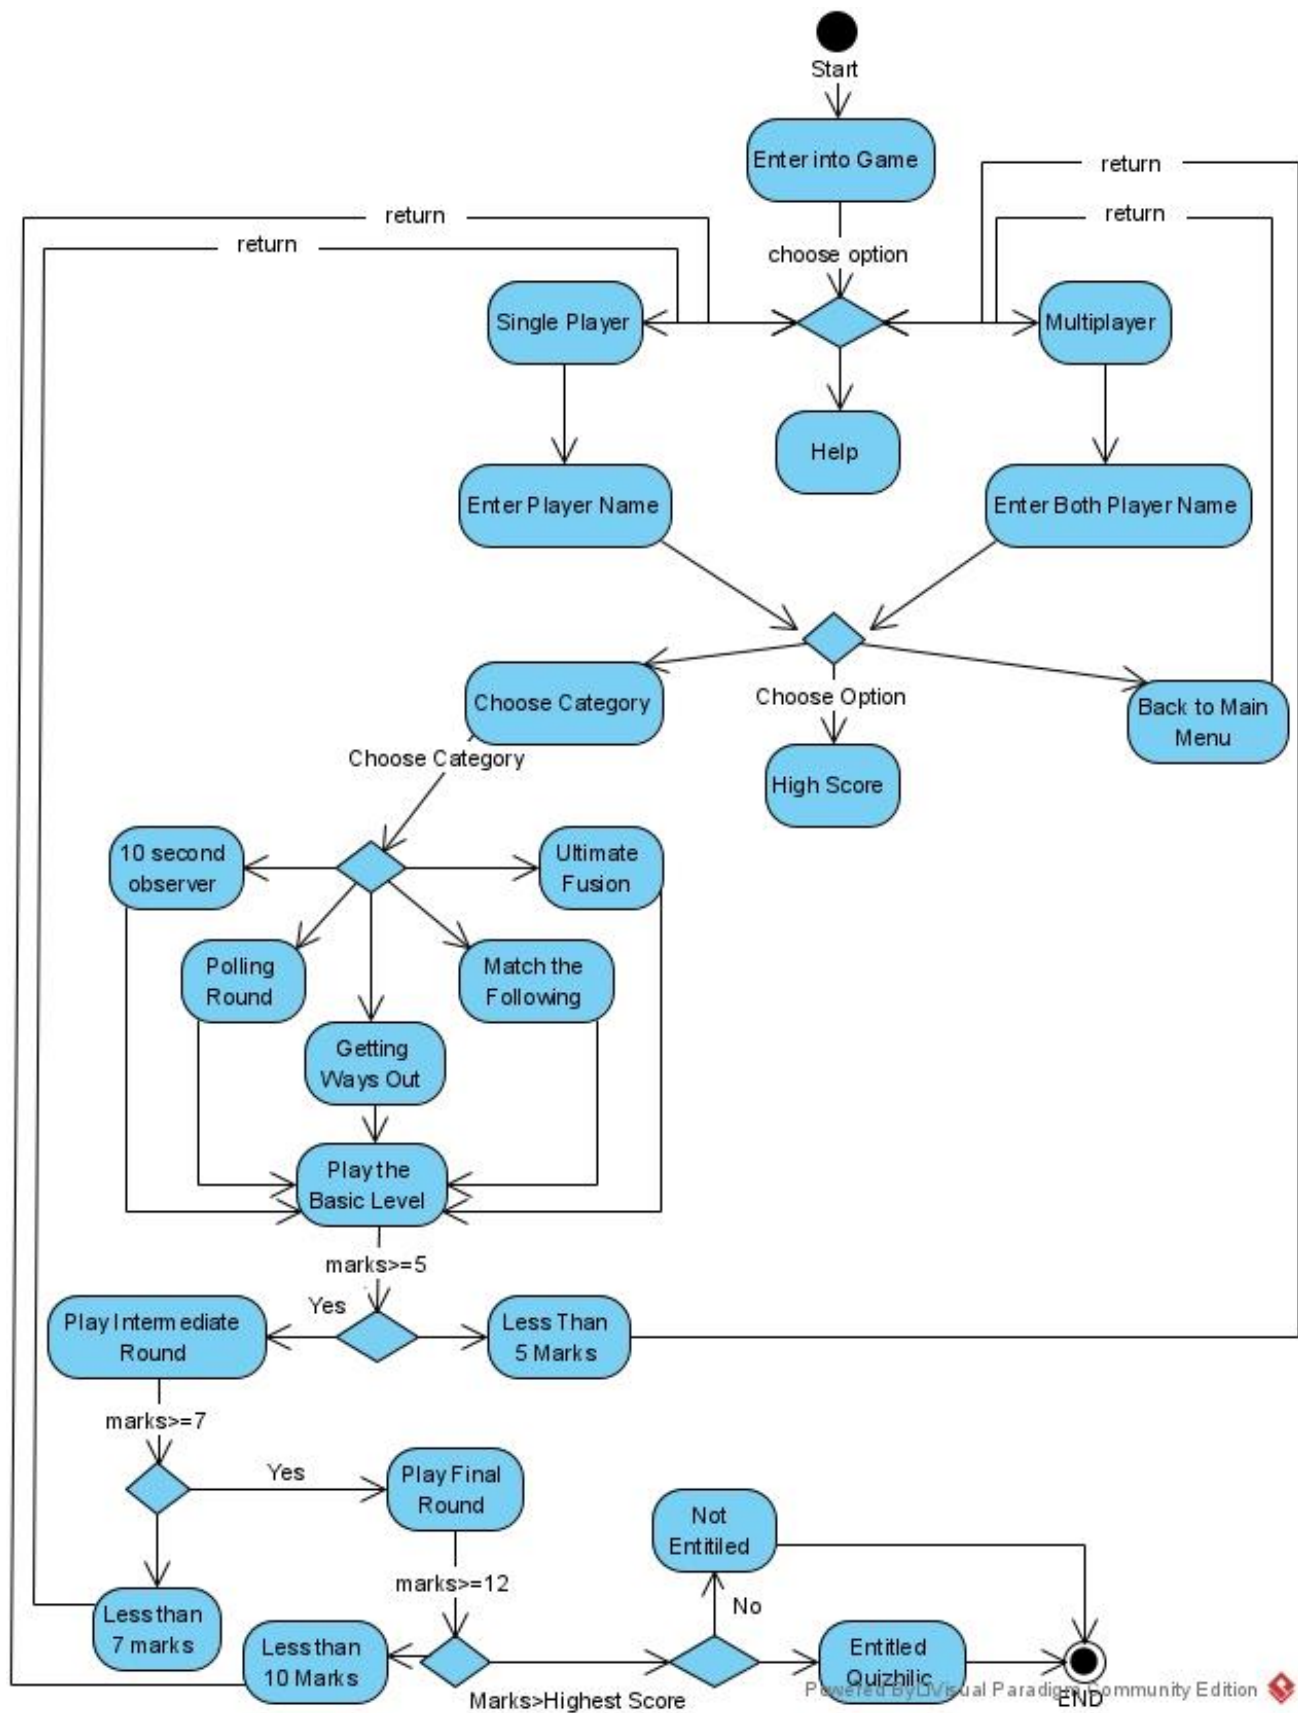 Start
Enter into Game
return
return
return
return
choose option
Single Player
Multiplayer
Help
Enter Player Name
Enter Both Player Name
Choose Category
Choose Option
Back to Main
Menu
Choose Category
High Score
10 second
observer
Ultimate
Fusion
Polling
Round
Match the
Following
Getting
Ways Out
Play the
Basic Level
marks>=5
Yes
Play Intermediate
Round
Less Than
5 Marks
marks>=7
Yes
Play Final
Round
Not
Entitiled
marks>=12
No
Less than
7 marks
Less than
10 Marks
Entitled
Quizhilic
Marks>Highest Score
END
Powered By Visual Paradigm Community Edition